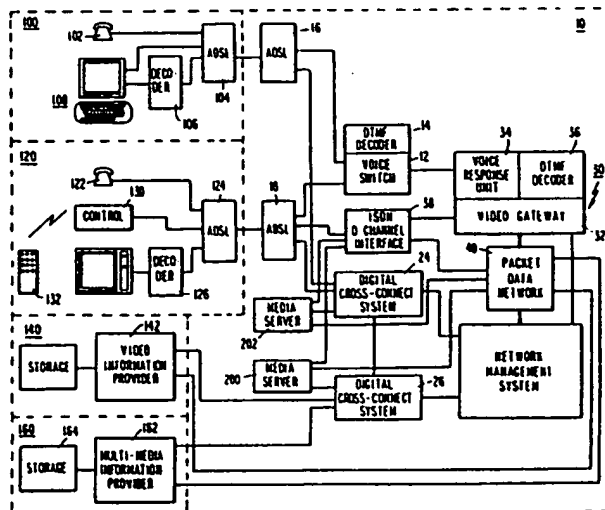 100
102
ADSL
104
DECO-
DER
106
108
ADSL
16
10
14
DTMF DECODER
VOICE
SWITCH
12
34
36
VOICE
RESPONSE
UNIT
DTMF
DECODER
30
VIDEO GATEWAY
32
120
122
130
CONTROL
132
124
ADSL
DECO-
DER
126
18
ADSL
38
ISDN
D CHANNEL
INTERFACE
24
DIGITAL
CROSS-CONNECT
SYSTEM
40
PACKET
DATA
NETWORK
MEDIA
SERVER
202
MEDIA
SERVER
200
DIGITAL
CROSS-CONNECT
SYSTEM
26
NETWORK
MANAGEMENT
SYSTEM
140
142
STORAGE
VIDEO
INFORMATION
PROVIDER
160
164
162
STORAGE
MULTI-MEDIA
INFORMATION
PROVIDER